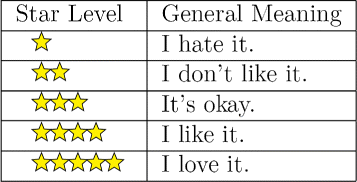 Star Level General Meaning
I hate it.
I don't like it.
It's okay.
I like it.
I love it.